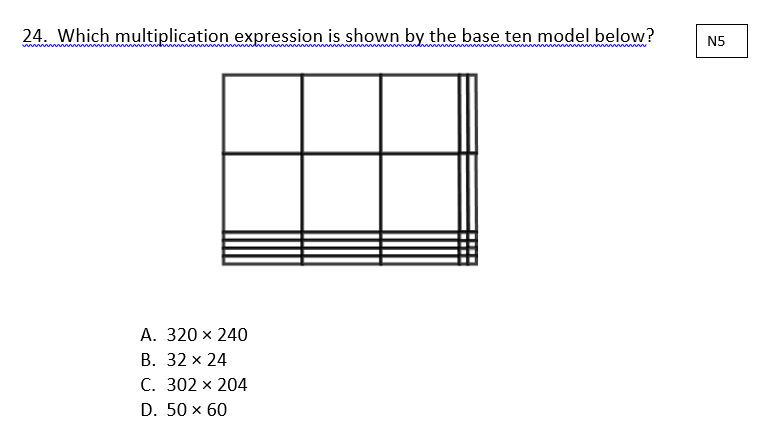 24. Which multiplication expression is shown by the base ten model below?
N5
A. 320 × 240
B. 32 × 24
C. 302 × 204
D. 50 × 60